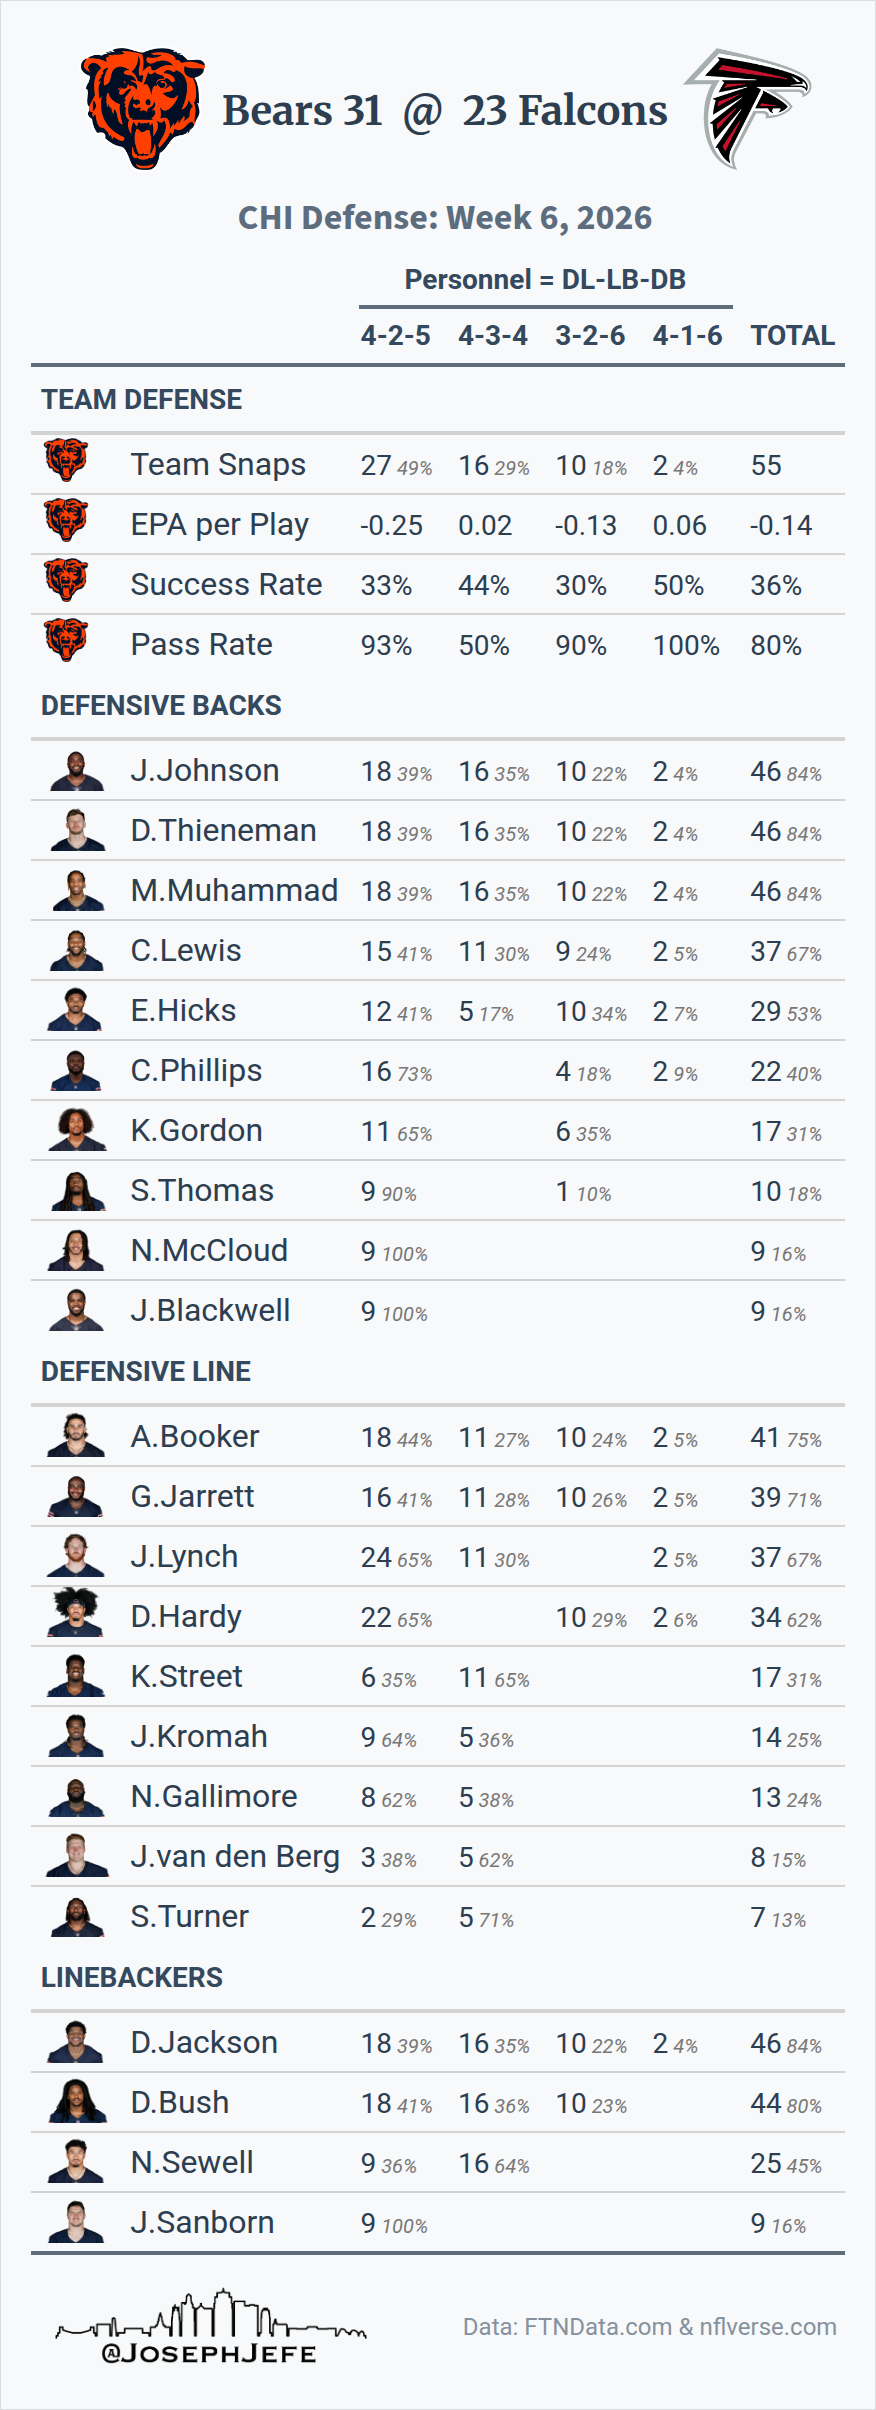 Bears 31 @ 23 Falcons
CHI Defense: Week 6, 2026
Personnel = DL-LB-DB
4-2-5 4-3-4 3-2-6 4-1-6 TOTAL
TEAM DEFENSE
Team Snaps 27 49% 16 29% 10 18% 2 4% 55
EPA per Play -0.25 0.02 -0.13 0.06 -0.14
Success Rate 33% 44% 30% 50% 36%
Pass Rate 93% 50% 90% 100% 80%
DEFENSIVE BACKS
J.Johnson 18 39% 16 35% 10 22% 2 4% 46 84%
D.Thieneman 18 39% 16 35% 10 22% 2 4% 46 84%
M.Muhammad 18 39% 16 35% 10 22% 2 4% 46 84%
C.Lewis 15 41% 11 30% 9 24% 2 5% 37 67%
E.Hicks 12 41% 5 17% 10 34% 2 7% 29 53%
C.Phillips 16 73% 4 18% 2 9% 22 40%
K.Gordon 11 65% 6 35% 17 31%
S.Thomas 9 90% 1 10% 10 18%
N.McCloud 9 100% 9 16%
J.Blackwell 9 100% 9 16%
DEFENSIVE LINE
A.Booker 18 44% 11 27% 10 24% 2 5% 41 75%
G.Jarrett 16 41% 11 28% 10 26% 2 5% 39 71%
J.Lynch 24 65% 11 30% 2 5% 37 67%
D.Hardy 22 65% 10 29% 2 6% 34 62%
K.Street 6 35% 11 65% 17 31%
J.Kromah 9 64% 5 36% 14 25%
N.Gallimore 8 62% 5 38% 13 24%
J.van den Berg 3 38% 5 62% 8 15%
S.Turner 2 29% 5 71% 7 13%
LINEBACKERS
D.Jackson 18 39% 16 35% 10 22% 2 4% 46 84%
D.Bush 18 41% 16 36% 10 23% 44 80%
N.Sewell 9 36% 16 64% 25 45%
J.Sanborn 9 100% 9 16%
@JosephJefe
Data: FTNData.com & nflverse.com